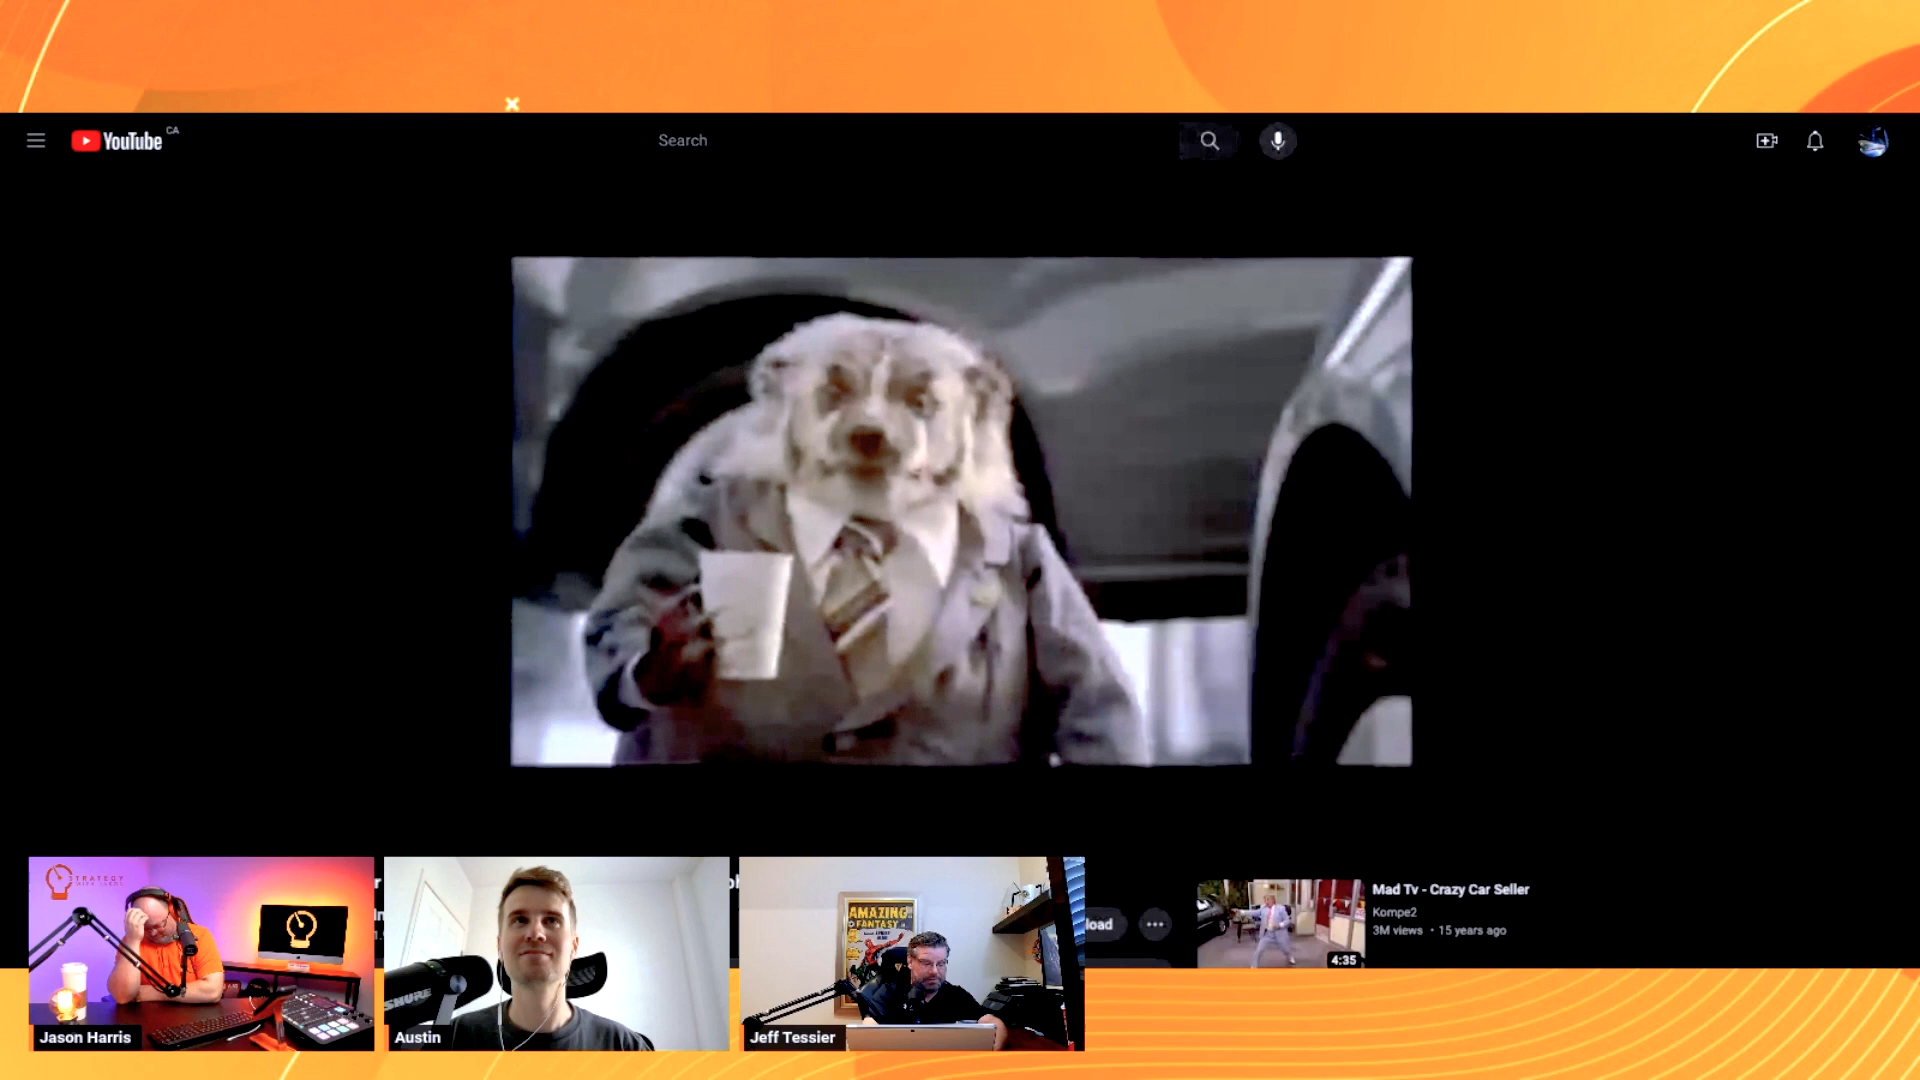 YouTube CA
Search
STRATEGY
load
Mad Tv - Crazy Car Seller
Kompe2
3M views • 15 years ago
4:35
AMAZING
FANTASY
SHURE
Jason Harris
Austin
Jeff Tessier